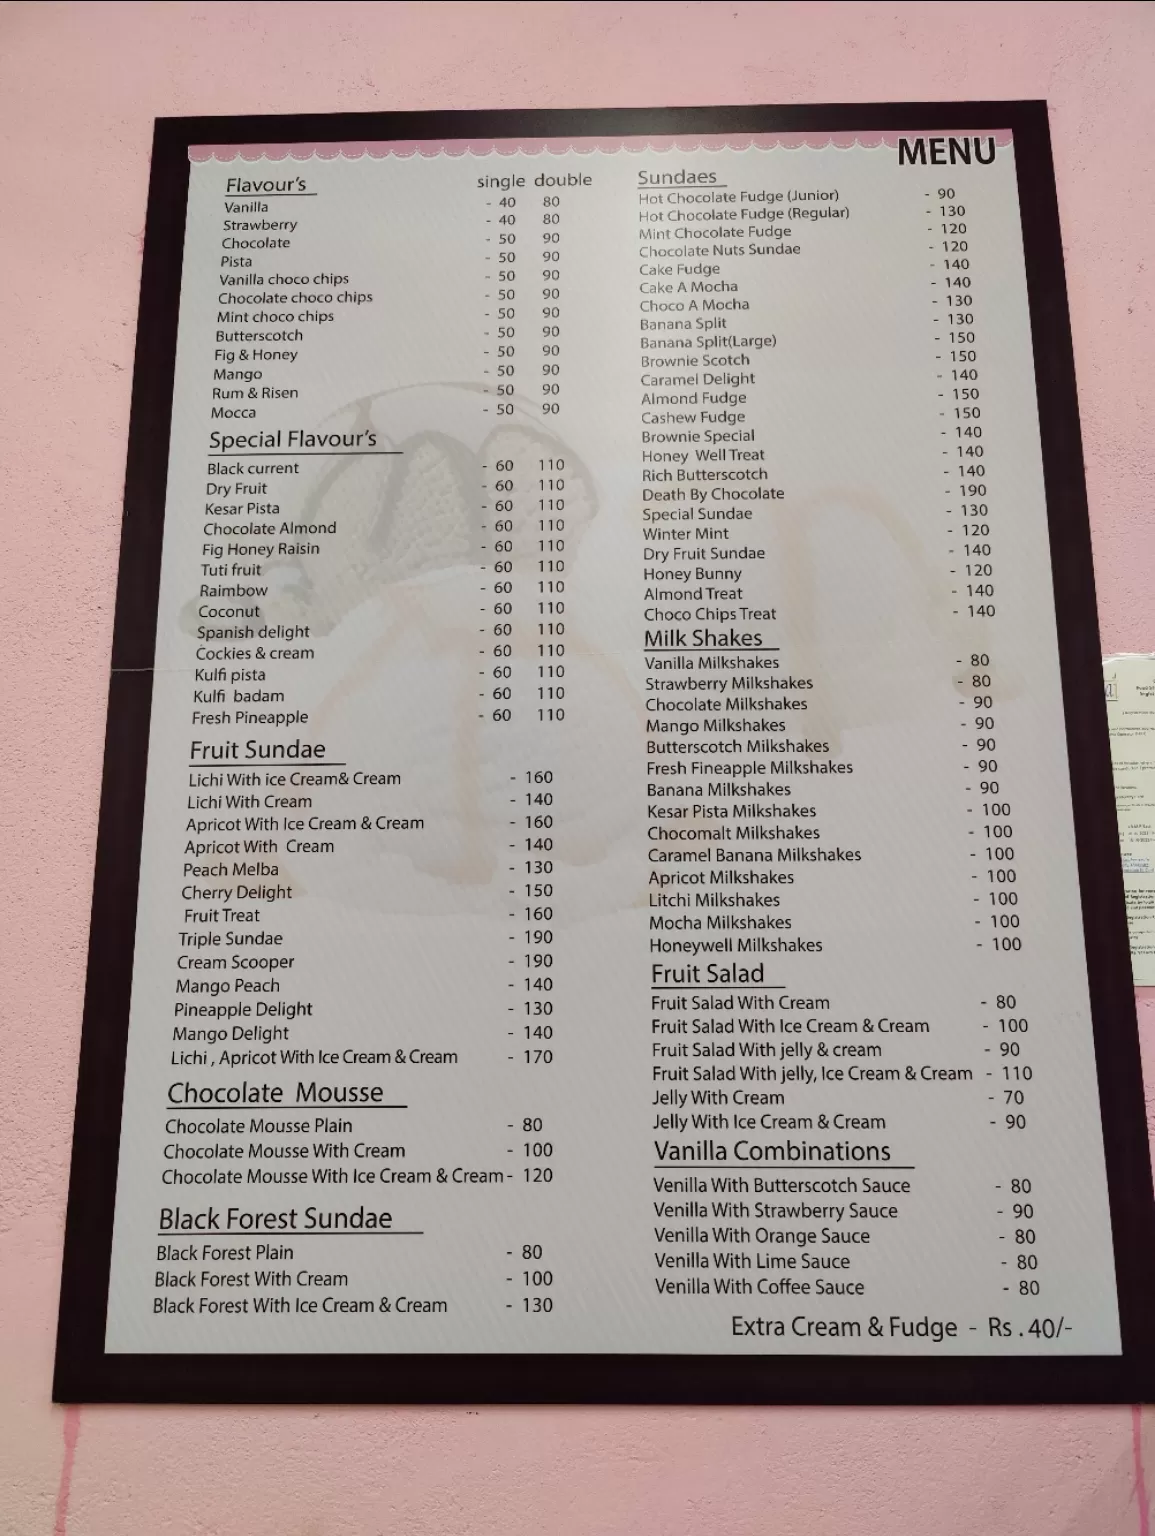 MENU
Flavour's single double
Vanilla - 40 80
Strawberry - 40 80
Chocolate - 50 90
Pista - 50 90
Vanilla choco chips - 50 90
Chocolate choco chips - 50 90
Mint choco chips - 50 90
Butterscotch - 50 90
Fig & Honey - 50 90
Mango - 50 90
Rum & Risen - 50 90
Mocca - 50 90
Special Flavour's
Black current - 60 110
Dry Fruit - 60 110
Kesar Pista - 60 110
Chocolate Almond - 60 110
Fig Honey Raisin - 60 110
Tuti fruit - 60 110
Raimbow - 60 110
Coconut - 60 110
Spanish delight - 60 110
Cockies & cream - 60 110
Kulfi pista - 60 110
Kulfi badam - 60 110
Fresh Pineapple - 60 110
Fruit Sundae
Lichi With ice Cream& Cream - 160
Lichi With Cream - 140
Apricot With Ice Cream & Cream - 160
Apricot With Cream - 140
Peach Melba - 130
Cherry Delight - 150
Fruit Treat - 160
Triple Sundae - 190
Cream Scooper - 190
Mango Peach - 140
Pineapple Delight - 130
Mango Delight - 140
Lichi , Apricot With Ice Cream & Cream - 170
Chocolate Mousse
Chocolate Mousse Plain - 80
Chocolate Mousse With Cream - 100
Chocolate Mousse With Ice Cream & Cream - 120
Black Forest Sundae
Black Forest Plain - 80
Black Forest With Cream - 100
Black Forest With Ice Cream & Cream - 130
Sundaes
Hot Chocolate Fudge (Junior) - 90
Hot Chocolate Fudge (Regular) - 130
Mint Chocolate Fudge - 120
Chocolate Nuts Sundae - 120
Cake Fudge - 140
Cake A Mocha - 140
Choco A Mocha - 130
Banana Split - 130
Banana Split(Large) - 150
Brownie Scotch - 150
Caramel Delight - 140
Almond Fudge - 150
Cashew Fudge - 150
Brownie Special - 140
Honey Well Treat - 140
Rich Butterscotch - 140
Death By Chocolate - 190
Special Sundae - 130
Winter Mint - 120
Dry Fruit Sundae - 140
Honey Bunny - 120
Almond Treat - 140
Choco Chips Treat - 140
Milk Shakes
Vanilla Milkshakes - 80
Strawberry Milkshakes - 80
Chocolate Milkshakes - 90
Mango Milkshakes - 90
Butterscotch Milkshakes - 90
Fresh Fineapple Milkshakes - 90
Banana Milkshakes - 90
Kesar Pista Milkshakes - 100
Chocomalt Milkshakes - 100
Caramel Banana Milkshakes - 100
Apricot Milkshakes - 100
Litchi Milkshakes - 100
Mocha Milkshakes - 100
Honeywell Milkshakes - 100
Fruit Salad
Fruit Salad With Cream - 80
Fruit Salad With Ice Cream & Cream - 100
Fruit Salad With jelly & cream - 90
Fruit Salad With jelly, Ice Cream & Cream - 110
Jelly With Cream - 70
Jelly With Ice Cream & Cream - 90
Vanilla Combinations
Venilla With Butterscotch Sauce - 80
Venilla With Strawberry Sauce - 90
Venilla With Orange Sauce - 80
Venilla With Lime Sauce - 80
Venilla With Coffee Sauce - 80
Extra Cream & Fudge - Rs . 40/-